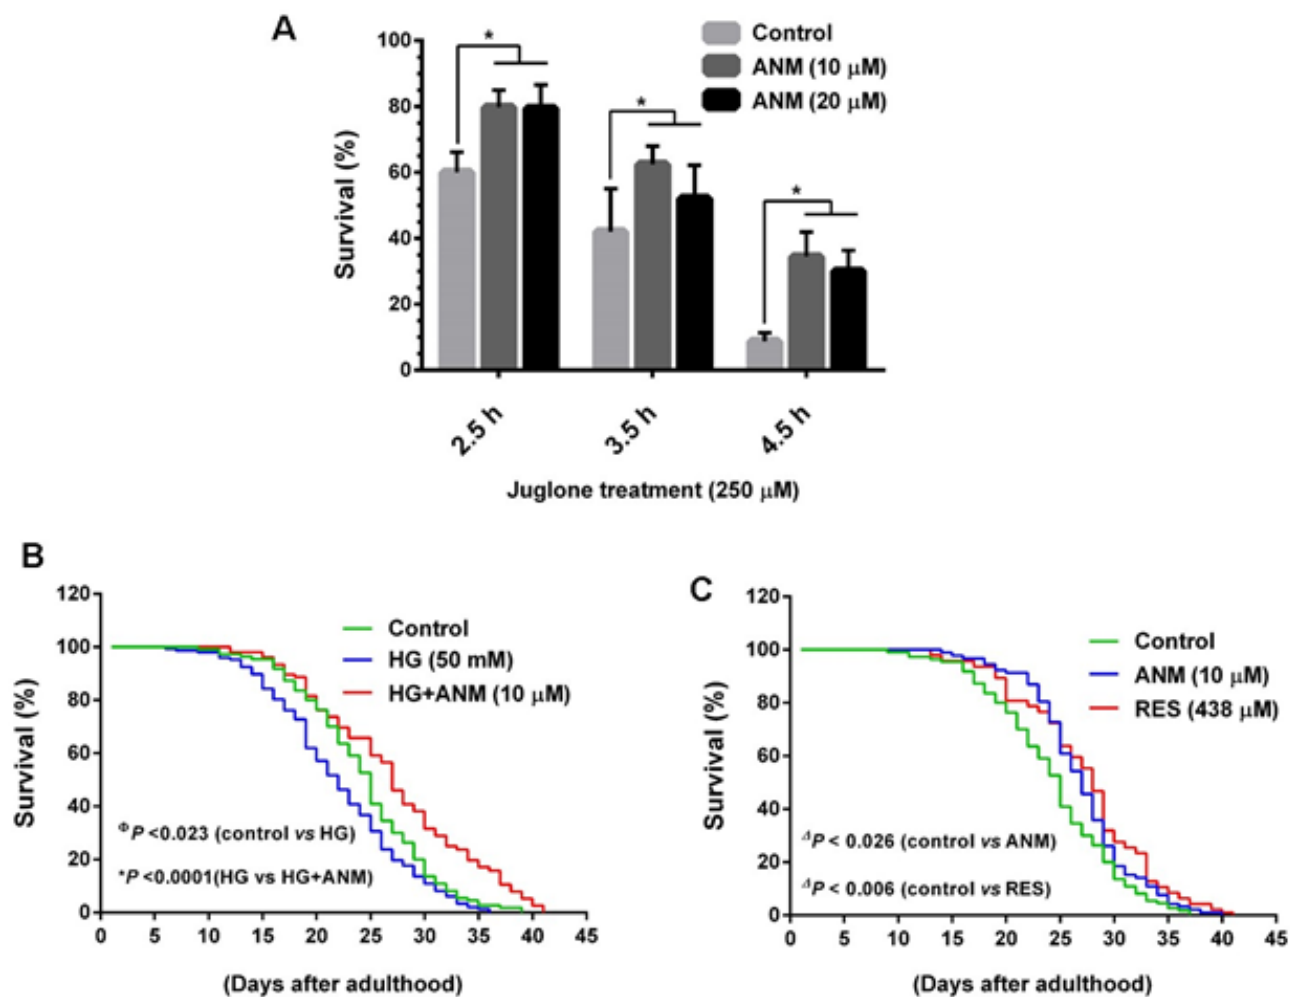 A
Survival (%)
100
80
60
40
20
0
*
*
*
Control
ANM (10 μM)
ANM (20 μM)
2.5 h
3.5 h
4.5 h
Juglone treatment (250 μM)
B
Survival (%)
120
100
80
60
40
20
0
Control
HG (50 mM)
HG+ANM (10 μM)
ΦP <0.023 (control vs HG)
*P <0.0001(HG vs HG+ANM)
0 5 10 15 20 25 30 35 40 45
(Days after adulthood)
C
Survival (%)
120
100
80
60
40
20
0
Control
ANM (10 μM)
RES (438 μM)
ΔP < 0.026 (control vs ANM)
ΔP < 0.006 (control vs RES)
0 5 10 15 20 25 30 35 40 45
(Days after adulthood)